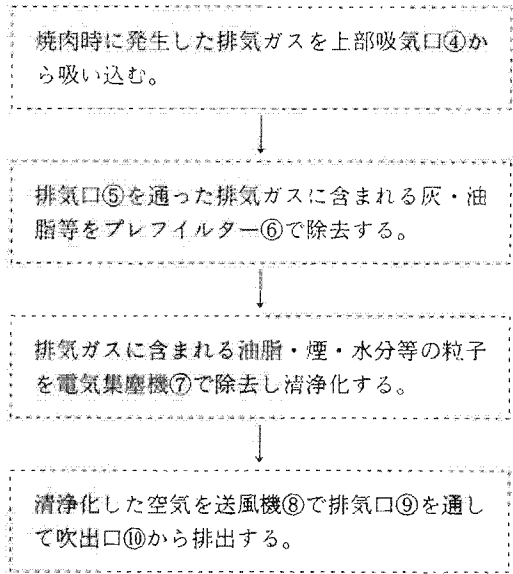 焼肉時に発生した排気ガスを上部吸気口④か
ら吸い込む。
排気口⑤を通った排気ガスに含まれる灰・油
脂等をプレフイルター⑥で除去する。
排気ガスに含まれる油脂・煙・水分等の粒子
を電気集塵機⑦で除去し清浄化する。
清浄化した空気を送風機⑧で排気口⑨を通し
て吹出口⑩から排出する。